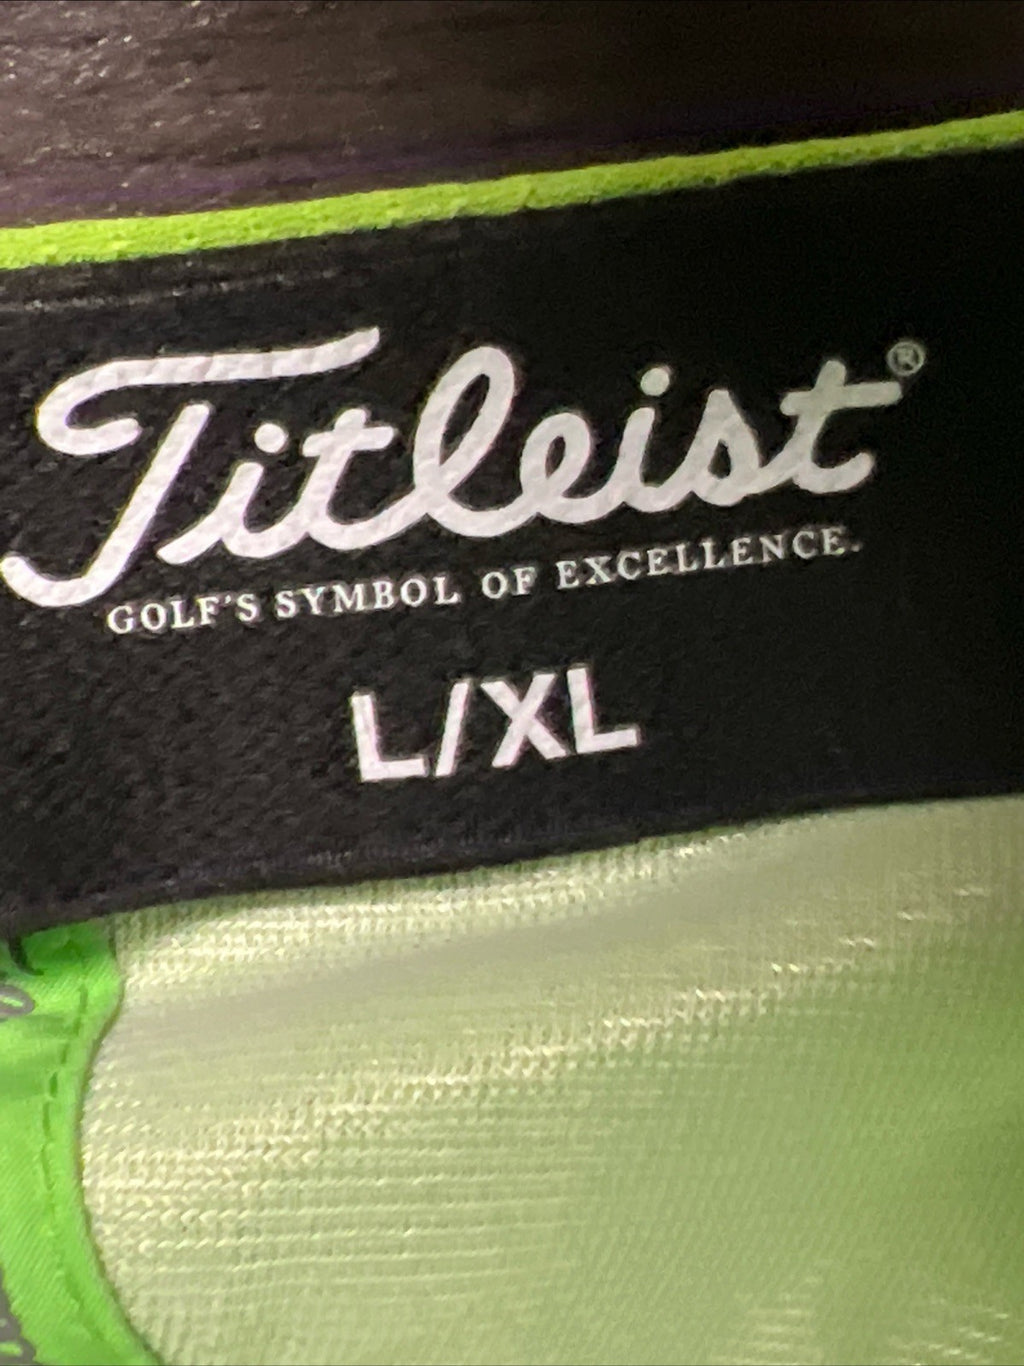 Titleist®
GOLF'S SYMBOL OF EXCELLENCE.
L/XL